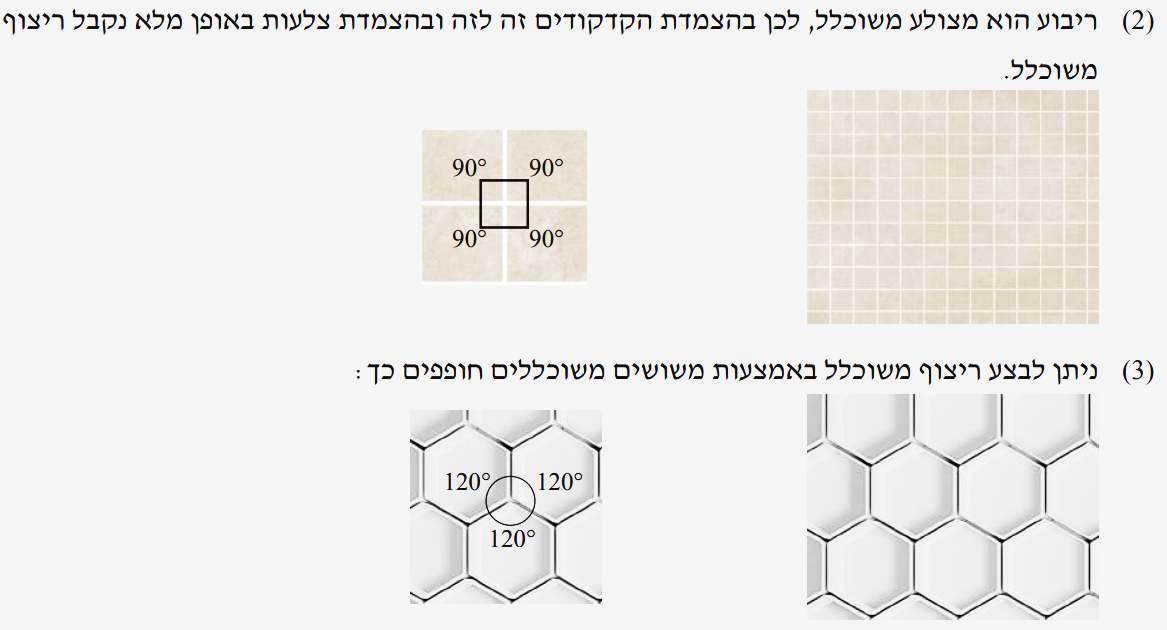 (2) ריבוע הוא מצולע משוכלל, לכן בהצמדת הקדקודים זה לזה ובהצמדת צלעות באופן מלא נקבל ריצוף
משוכלל.
90° 90°
90° 90°
(3) ניתן לבצע ריצוף משוכלל באמצעות משושים משוכללים חופפים כך:
120° 120°
120°